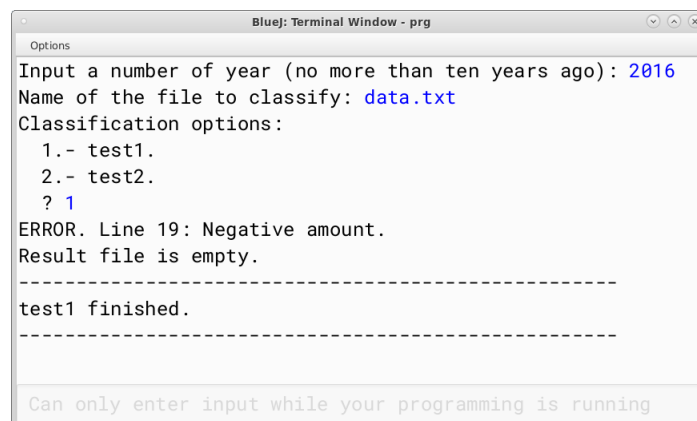 BlueJ: Terminal Window - prg
Options
Input a number of year (no more than ten years ago): 2016
Name of the file to classify: data.txt
Classification options:
1.- test1.
2.- test2.
? 1
ERROR. Line 19: Negative amount.
Result file is empty.
--------------------------------------------------
test1 finished.
--------------------------------------------------
Can only enter input while your programming is running